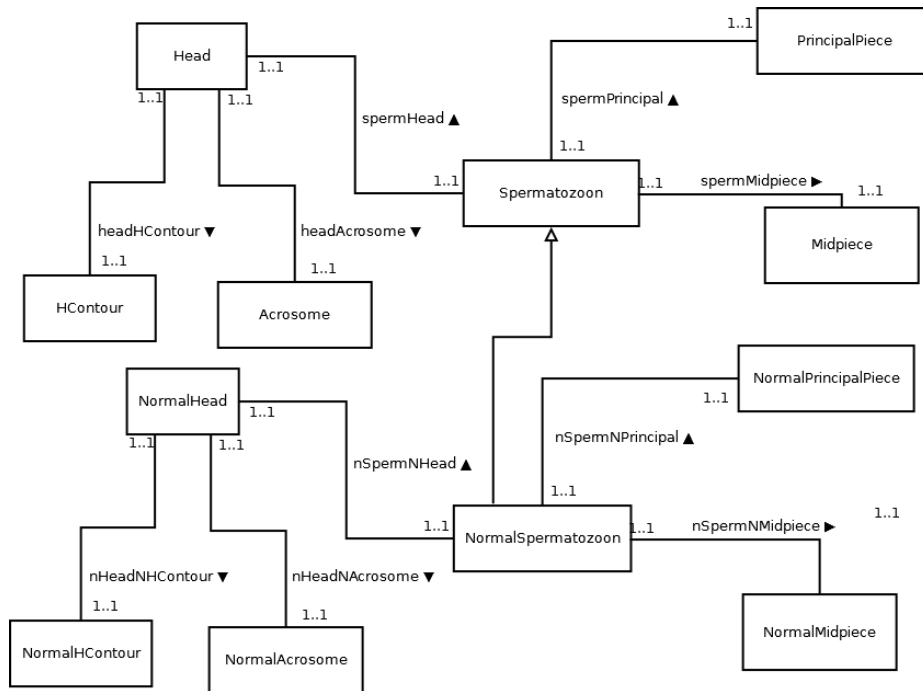 1..1
PrincipalPiece
Head
1..1
1..1
1..1
spermPrincipal ▲
spermHead ▲
1..1
1..1
Spermatozoon
1..1
spermMidpiece ►
1..1
headHContour ▼
headAcrosome ▼
Midpiece
1..1
1..1
HContour
Acrosome
NormalPrincipalPiece
NormalHead
1..1
1..1
1..1
1..1
nSpermNPrincipal ▲
nSpermNHead ▲
1..1
1..1
NormalSpermatozoon
1..1
nSpermNMidpiece ►
1..1
nHeadNHContour ▼
nHeadNAcrosome ▼
1..1
1..1
NormalHContour
NormalAcrosome
NormalMidpiece